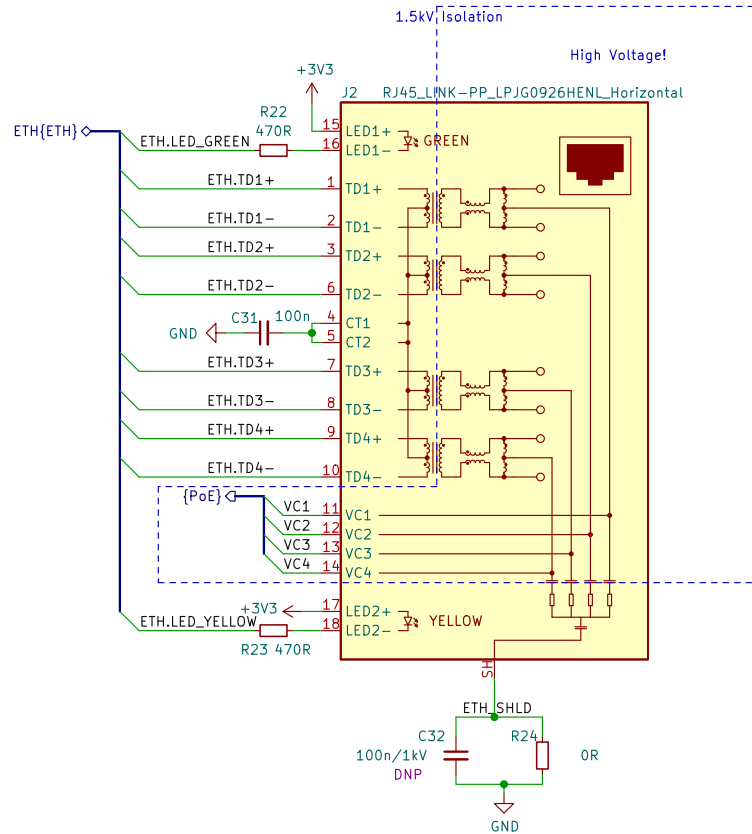 1.5kV Isolation
High Voltage!
+3V3
J2 RJ45_LINK-PP_LPJG0926HENL_Horizontal
R22
470R
ETH{ETH}
ETH.LED_GREEN
15 LED1+
16 LED1-
GREEN
ETH.TD1+ 1 TD1+
ETH.TD1- 2 TD1-
ETH.TD2+ 3 TD2+
ETH.TD2- 6 TD2-
C31 100n
GND
4 CT1
5 CT2
ETH.TD3+ 7 TD3+
ETH.TD3- 8 TD3-
ETH.TD4+ 9 TD4+
ETH.TD4- 10 TD4-
{PoE}
VC1 11 VC1
VC2 12 VC2
VC3 13 VC3
VC4 14 VC4
+3V3 17 LED2+
ETH.LED_YELLOW 18 LED2-
YELLOW
R23 470R
SH
ETH_SHLD
C32
100n/1kV
DNP
R24
0R
GND